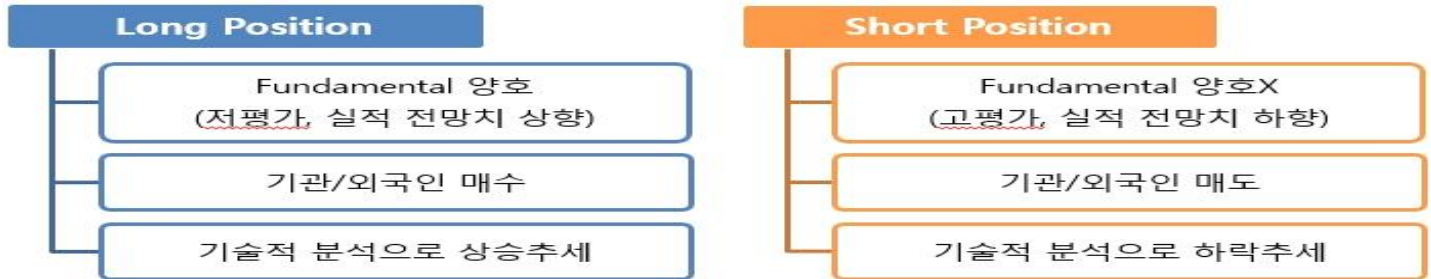 Long Position
Fundamental 양호
(저평가, 실적 전망치 상향)
기관/외국인 매수
기술적 분석으로 상승추세
Short Position
Fundamental 양호X
(고평가, 실적 전망치 하향)
기관/외국인 매도
기술적 분석으로 하락추세